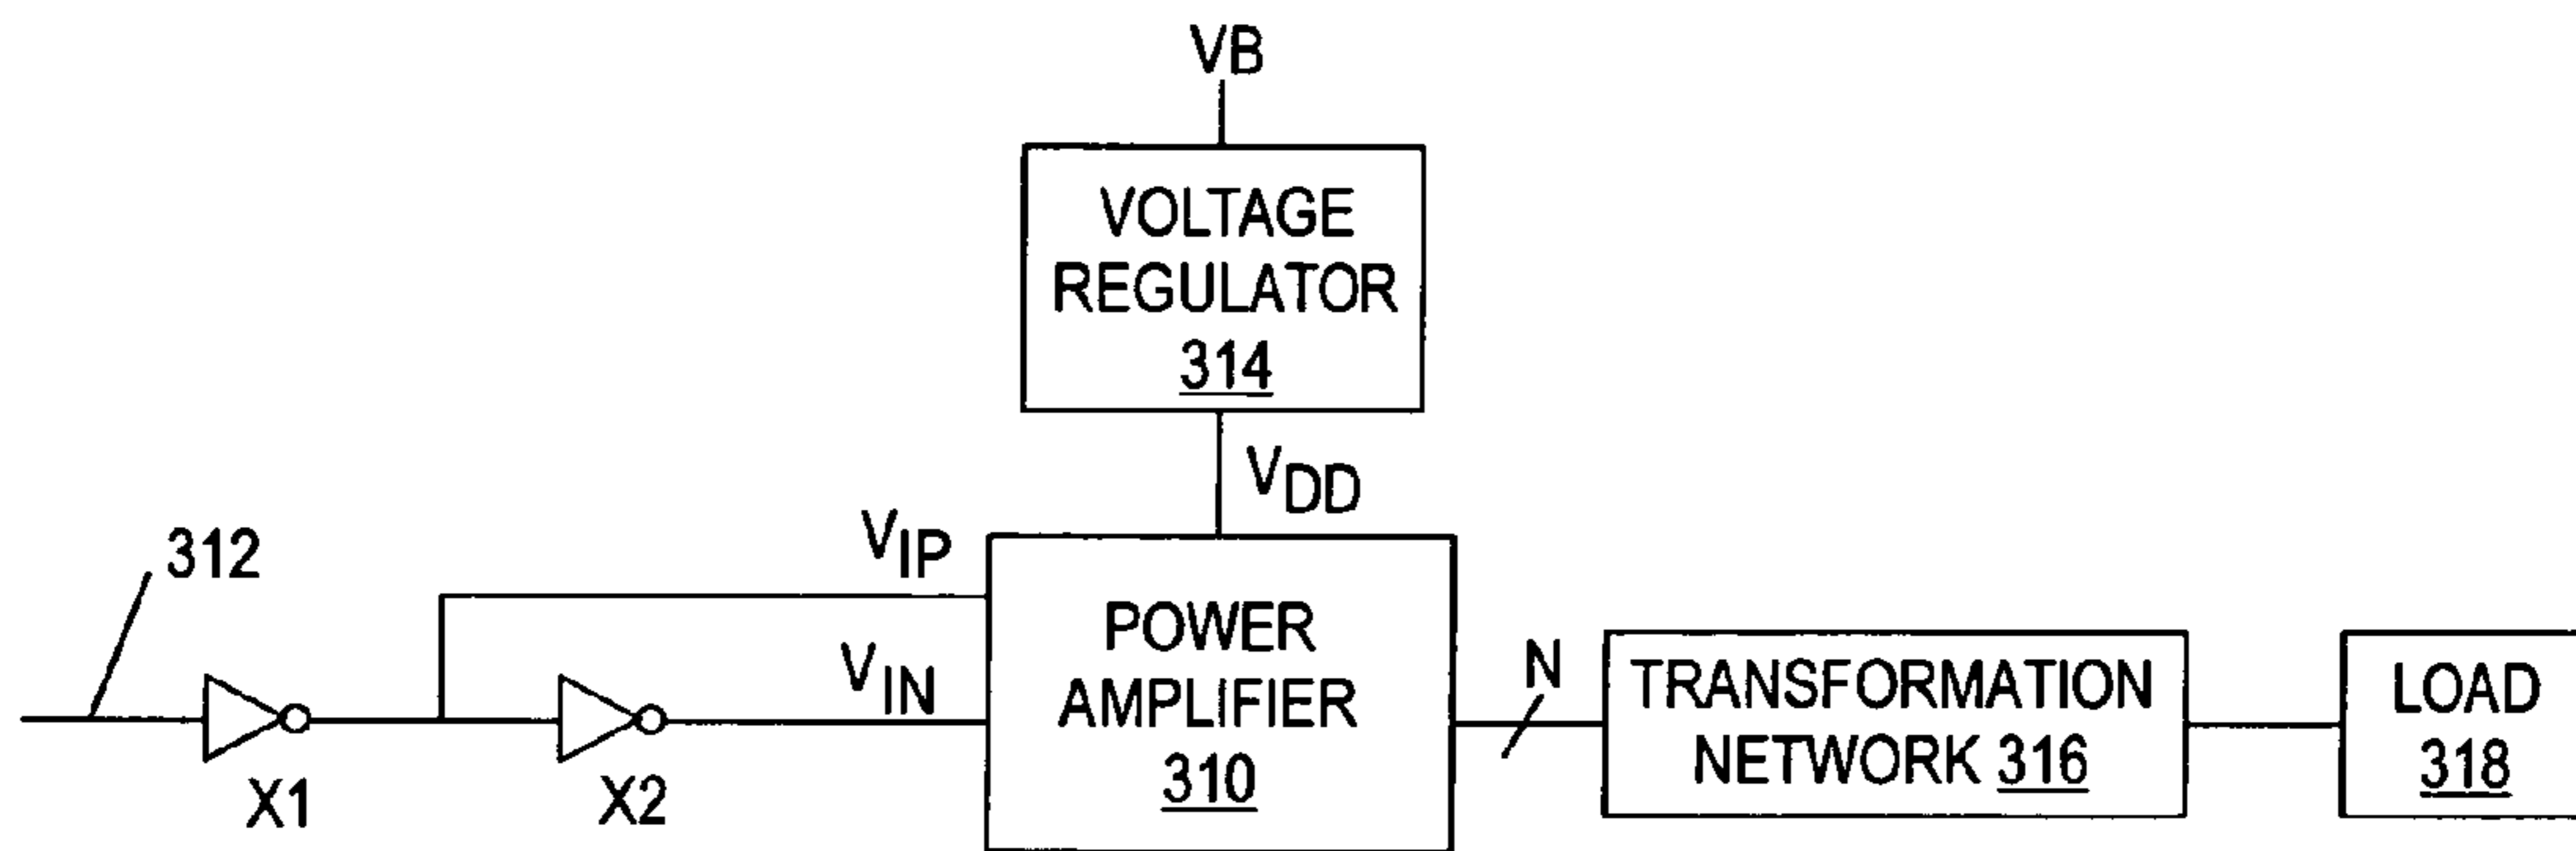 VB
VOLTAGE
REGULATOR
314
VDD
312
VIP
VIN
X1
X2
POWER
AMPLIFIER
310
N
TRANSFORMATION
NETWORK 316
LOAD
318